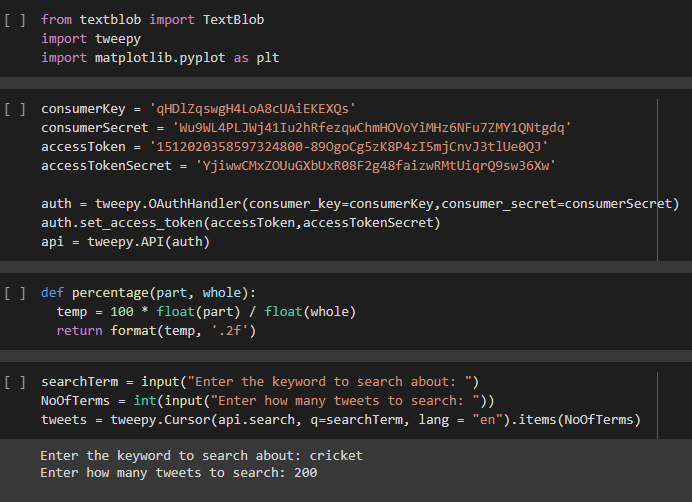 [ ] from textblob import TextBlob
import tweepy
import matplotlib.pyplot as plt
[ ] consumerKey = 'qHDlZqswgH4LoA8cUAiEKEXQs'
consumerSecret = 'Wu9WL4PLJWj41Iu2hRfezqwChmHOVoYiMHz6NFu7ZMY1QNtgdq'
accessToken = '1512020358597324800-89OgoCg5zK8P4zI5mjCnvJ3tlUe0QJ'
accessTokenSecret = 'YjiwwCMxZOUuGXbUxR08F2g48faizwRMtUiqrQ9sw36Xw'
auth = tweepy.OAuthHandler(consumer_key=consumerKey,consumer_secret=consumerSecret)
auth.set_access_token(accessToken,accessTokenSecret)
api = tweepy.API(auth)
[ ] def percentage(part, whole):
temp = 100 * float(part) / float(whole)
return format(temp, '.2f')
[ ] searchTerm = input("Enter the keyword to search about: ")
NoOfTerms = int(input("Enter how many tweets to search: "))
tweets = tweepy.Cursor(api.search, q=searchTerm, lang = "en").items(NoOfTerms)
Enter the keyword to search about: cricket
Enter how many tweets to search: 200